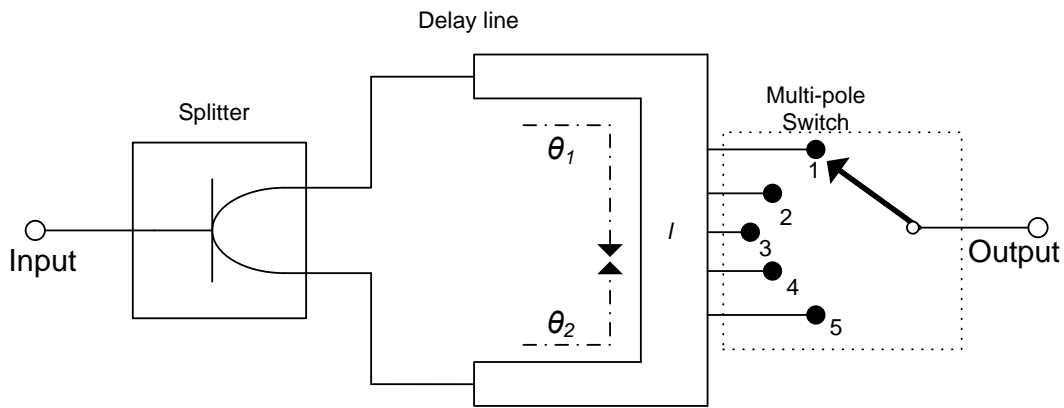 Delay line
Splitter
Multi-pole
Switch
θ1
1
2
l
3
Input
Output
4
θ2
5